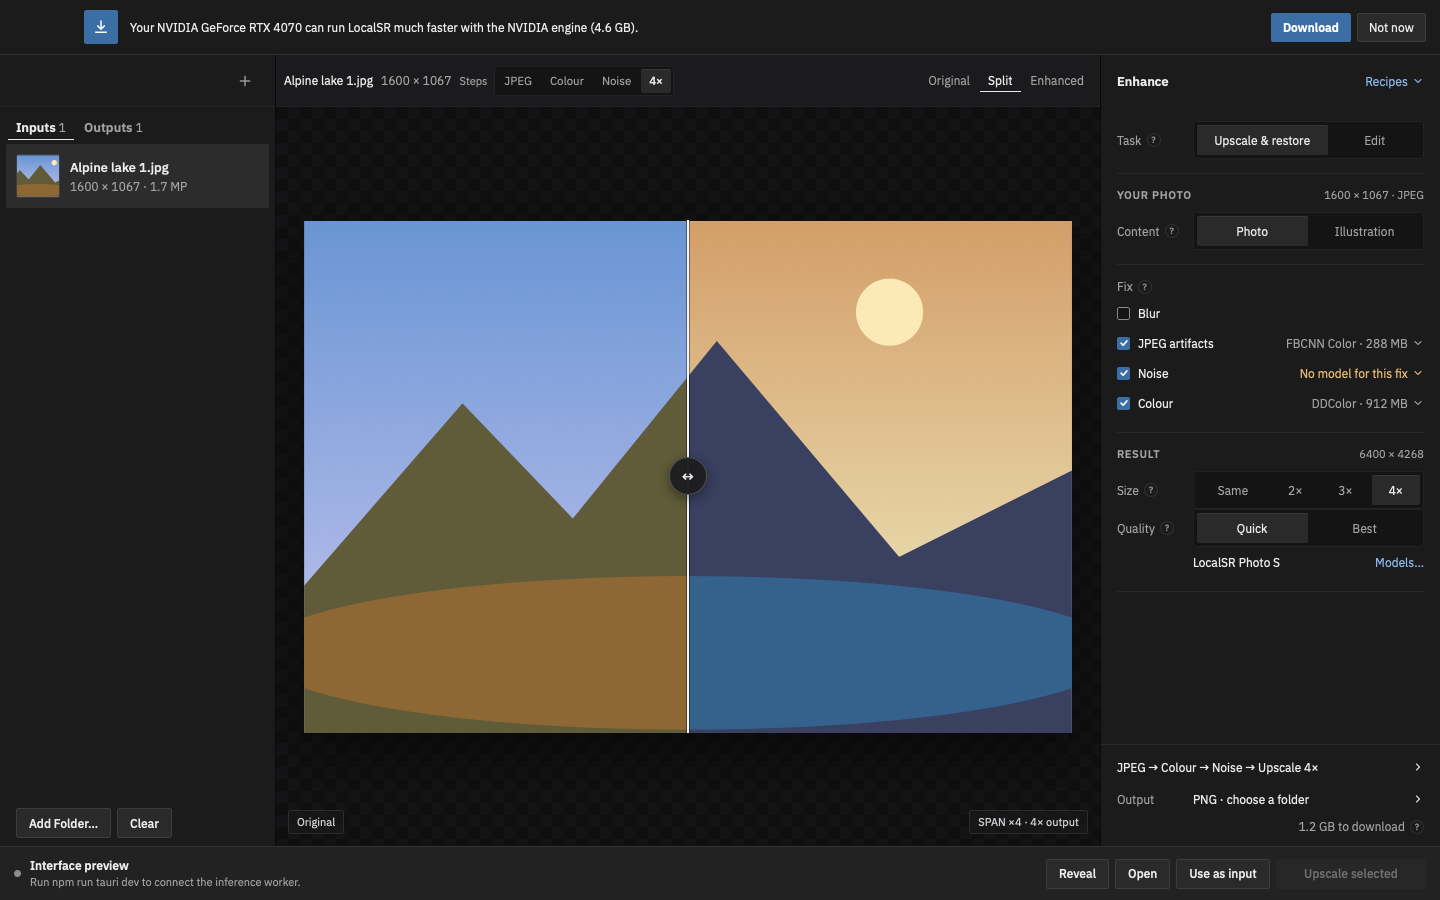 Your NVIDIA GeForce RTX 4070 can run LocalSR much faster with the NVIDIA engine (4.6 GB).
Download
Not now
Inputs 1
Outputs 1
Alpine lake 1.jpg
1600 × 1067 · 1.7 MP
Add Folder...
Clear
Alpine lake 1.jpg 1600 × 1067 Steps JPEG Colour Noise 4×
Original Split Enhanced
Original
SPAN ×4 · 4× output
Enhance
Recipes
Task ? Upscale & restore Edit
YOUR PHOTO 1600 × 1067 · JPEG
Content ? Photo Illustration
Fix ?
Blur
JPEG artifacts FBCNN Color · 288 MB
Noise No model for this fix
Colour DDColor · 912 MB
RESULT 6400 × 4268
Size ? Same 2× 3× 4×
Quality ? Quick Best
LocalSR Photo S Models...
JPEG → Colour → Noise → Upscale 4×
Output PNG · choose a folder
1.2 GB to download ?
Interface preview
Run npm run tauri dev to connect the inference worker.
Reveal
Open
Use as input
Upscale selected